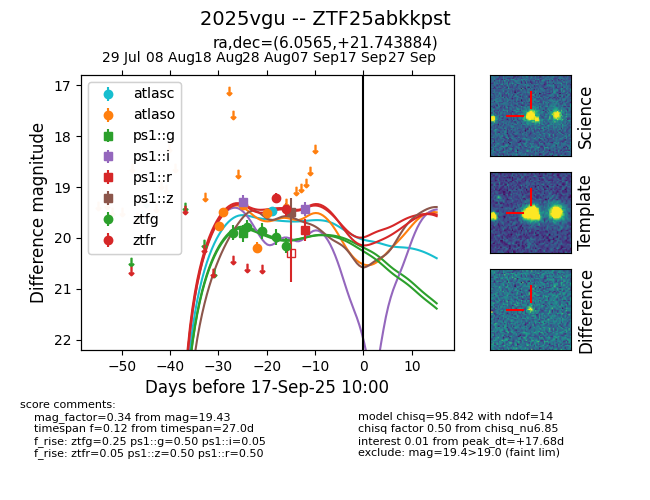 2025vgu -- ZTF25abkkpst
ra,dec=(6.0565,+21.743884)
29 Jul 08 Aug 18 Aug 28 Aug 07 Sep 17 Sep 27 Sep
17
18
19
20
21
22
Difference magnitude
atlasc
atlaso
ps1::g
ps1::i
ps1::r
ps1::z
ztfg
ztfr
−50 −40 −30 −20 −10 0 10
Days before 17-Sep-25 10:00
Science
Template
Difference
score comments:
mag_factor=0.34 from mag=19.43
timespan f=0.12 from timespan=27.0d
f_rise: ztfg=0.25 ps1::g=0.50 ps1::i=0.05
f_rise: ztfr=0.05 ps1::z=0.50 ps1::r=0.50
model chisq=95.842 with ndof=14
chisq factor 0.50 from chisq_nu6.85
interest 0.01 from peak_dt=+17.68d
exclude: mag=19.4>19.0 (faint lim)